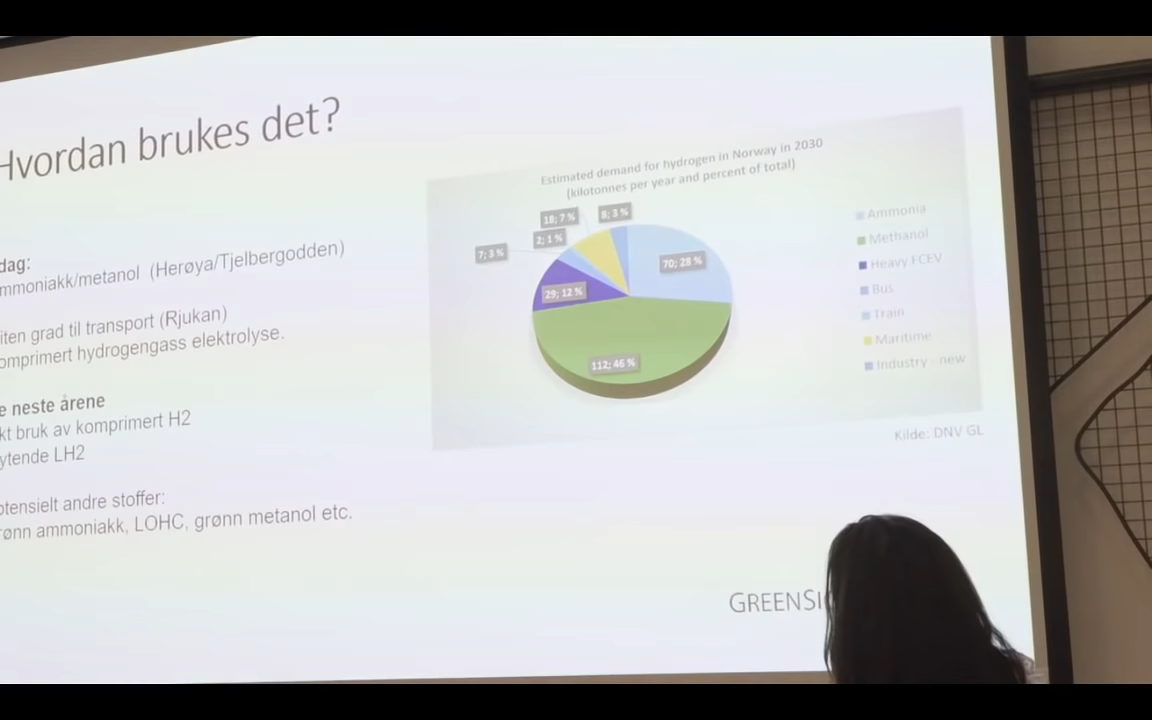 Hvordan brukes det?
dag:
mmoniakk/metanol (Herøya/Tjelbergodden)
iten grad til transport (Rjukan)
omprimert hydrogengass elektrolyse.
e neste årene
kt bruk av komprimert H2
ytende LH2
otensielt andre stoffer:
rønn ammoniakk, LOHC, grønn metanol etc.
Estimated demand for hydrogen in Norway in 2030
(kilotonnes per year and percent of total)
18; 7 %
8; 3 %
2; 1 %
7; 3 %
70; 28 %
29; 12 %
112; 46 %
Ammonia
Methanol
Heavy FCEV
Bus
Train
Maritime
Industry - new
Kilde: DNV GL
GREENSI